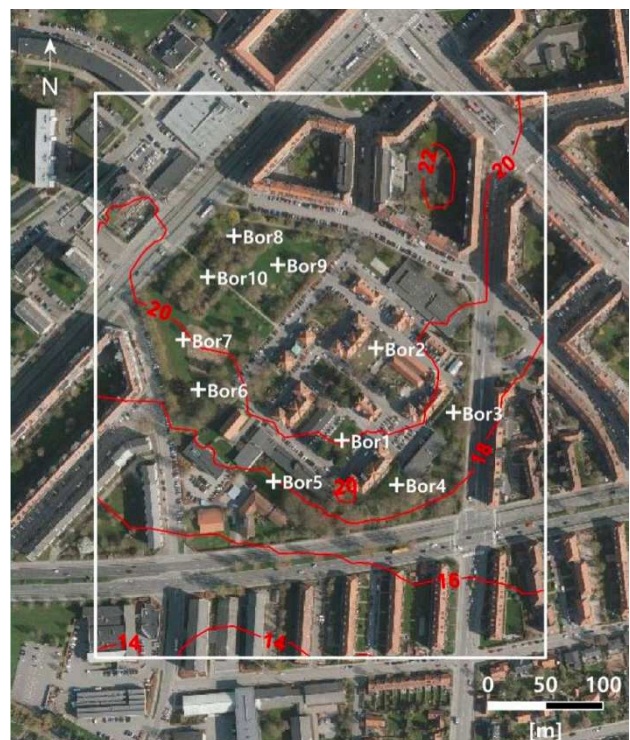 N
22
20
+Bor8
+Bor9
+Bor10
20
+Bor7
+Bor2
+Bor6
+Bor3
+Bor1
18
+Bor5
20
+Bor4
16
14
14
0 50 100
[m]